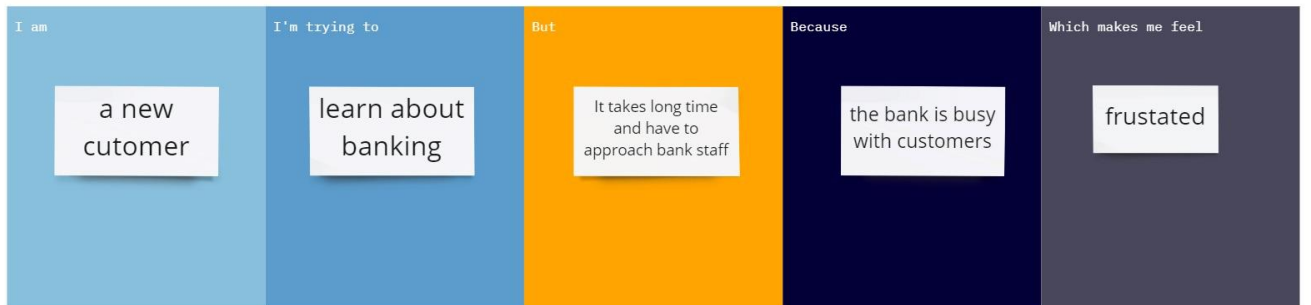 I am
a new
cutomer
I'm trying to
learn about
banking
But
It takes long time
and have to
approach bank staff
Because
the bank is busy
with customers
Which makes me feel
frustated